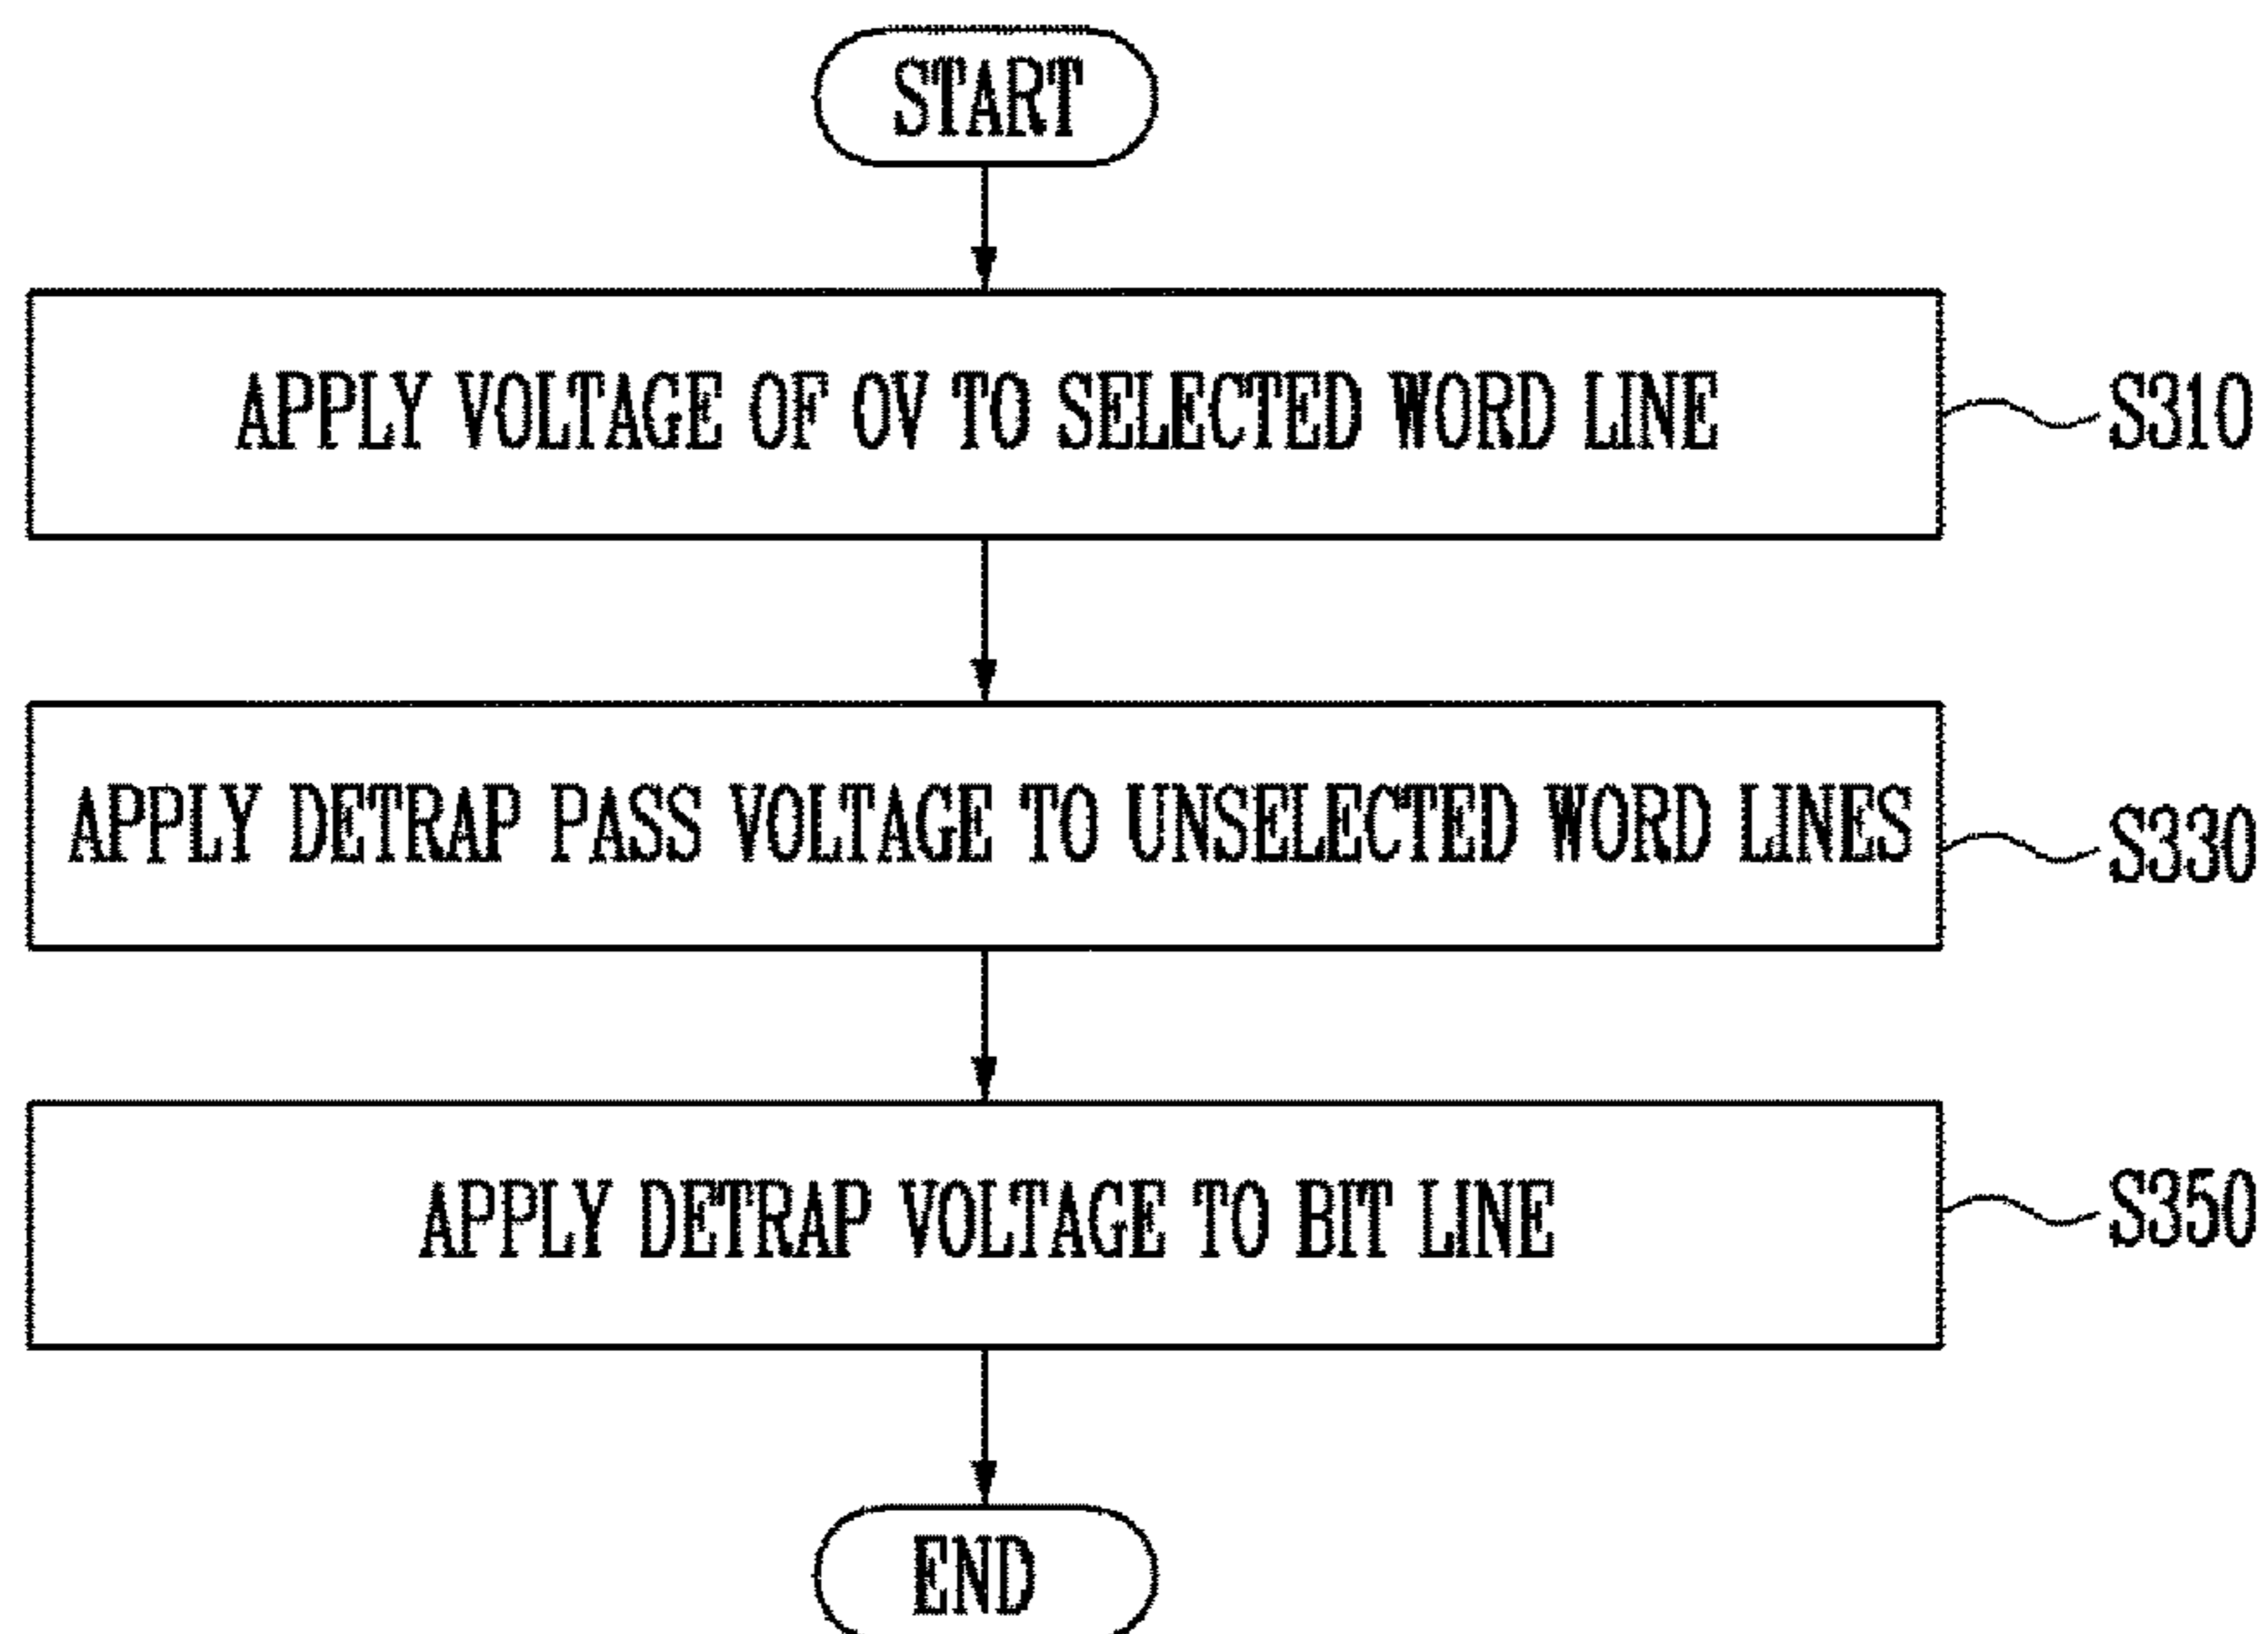 START
APPLY VOLTAGE OF 0V TO SELECTED WORD LINE
S310
APPLY DETRAP PASS VOLTAGE TO UNSELECTED WORD LINES
S330
APPLY DETRAP VOLTAGE TO BIT LINE
S350
END